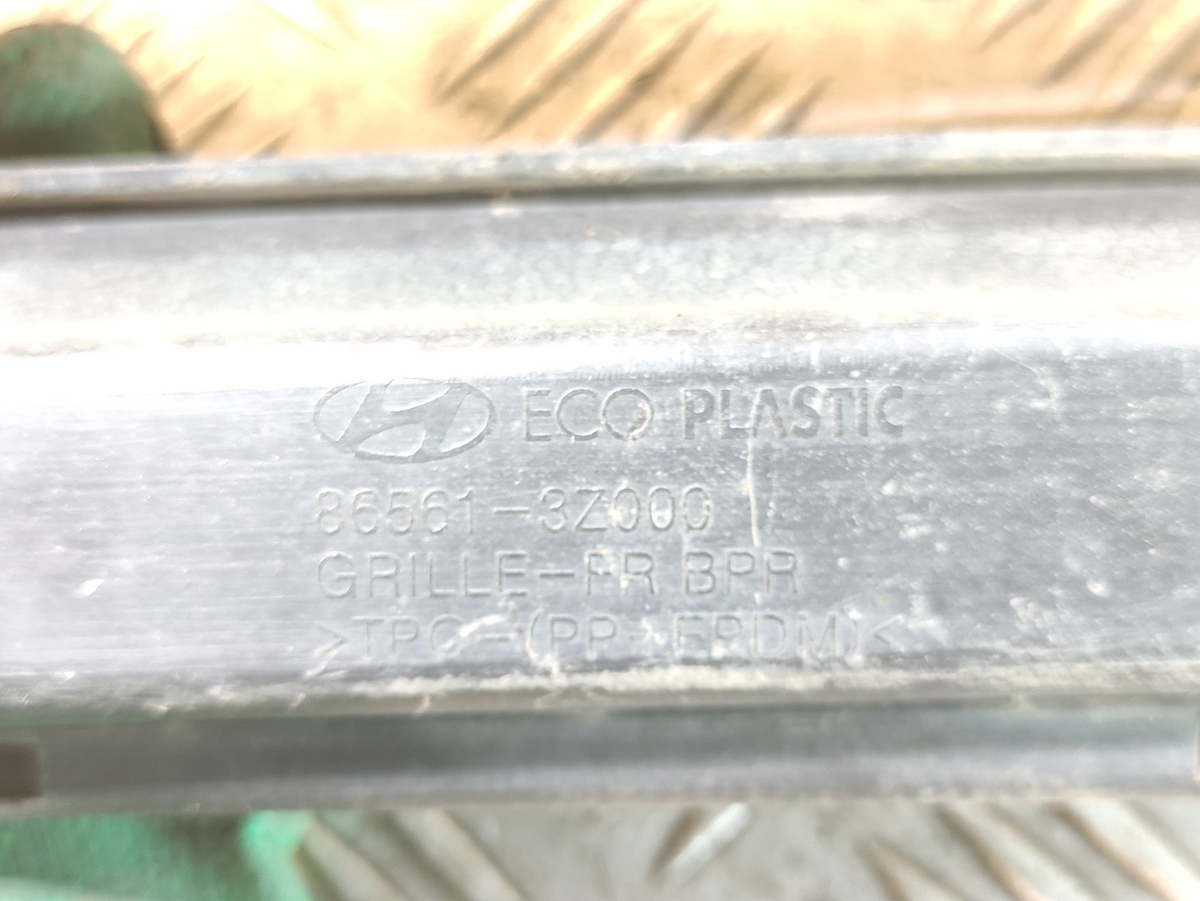 ECO PLASTIC
86561-3Z000
GRILLE-FR BPR
>TPO-(PP+EPDM)<